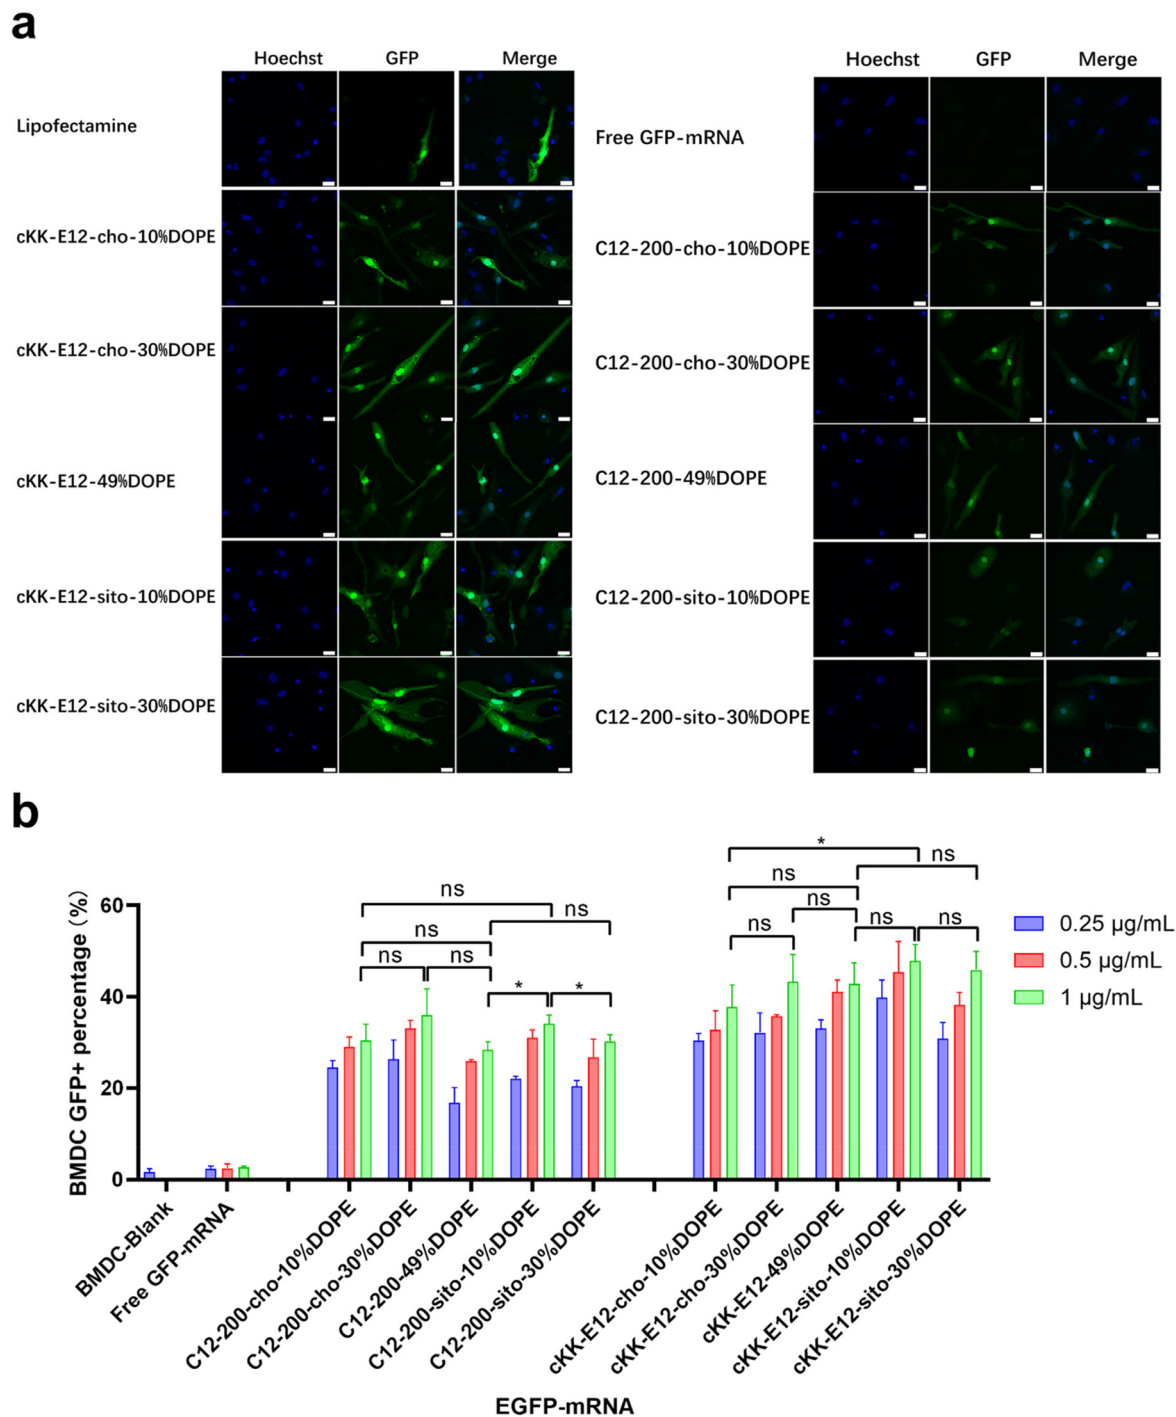 a
Hoechst GFP Merge
Lipofectamine
cKK-E12-cho-10%DOPE
cKK-E12-cho-30%DOPE
cKK-E12-49%DOPE
cKK-E12-sito-10%DOPE
cKK-E12-sito-30%DOPE
Hoechst GFP Merge
Free GFP-mRNA
C12-200-cho-10%DOPE
C12-200-cho-30%DOPE
C12-200-49%DOPE
C12-200-sito-10%DOPE
C12-200-sito-30%DOPE
b
BMDC GFP+ percentage (%)
60
40
20
0
ns
ns
ns
ns ns
* *
*
ns
ns
ns
ns ns ns
0.25 µg/mL
0.5 µg/mL
1 µg/mL
BMDC-Blank
Free GFP-mRNA
C12-200-cho-10%DOPE
C12-200-cho-30%DOPE
C12-200-49%DOPE
C12-200-sito-10%DOPE
C12-200-sito-30%DOPE
cKK-E12-cho-10%DOPE
cKK-E12-cho-30%DOPE
cKK-E12-49%DOPE
cKK-E12-sito-10%DOPE
cKK-E12-sito-30%DOPE
EGFP-mRNA